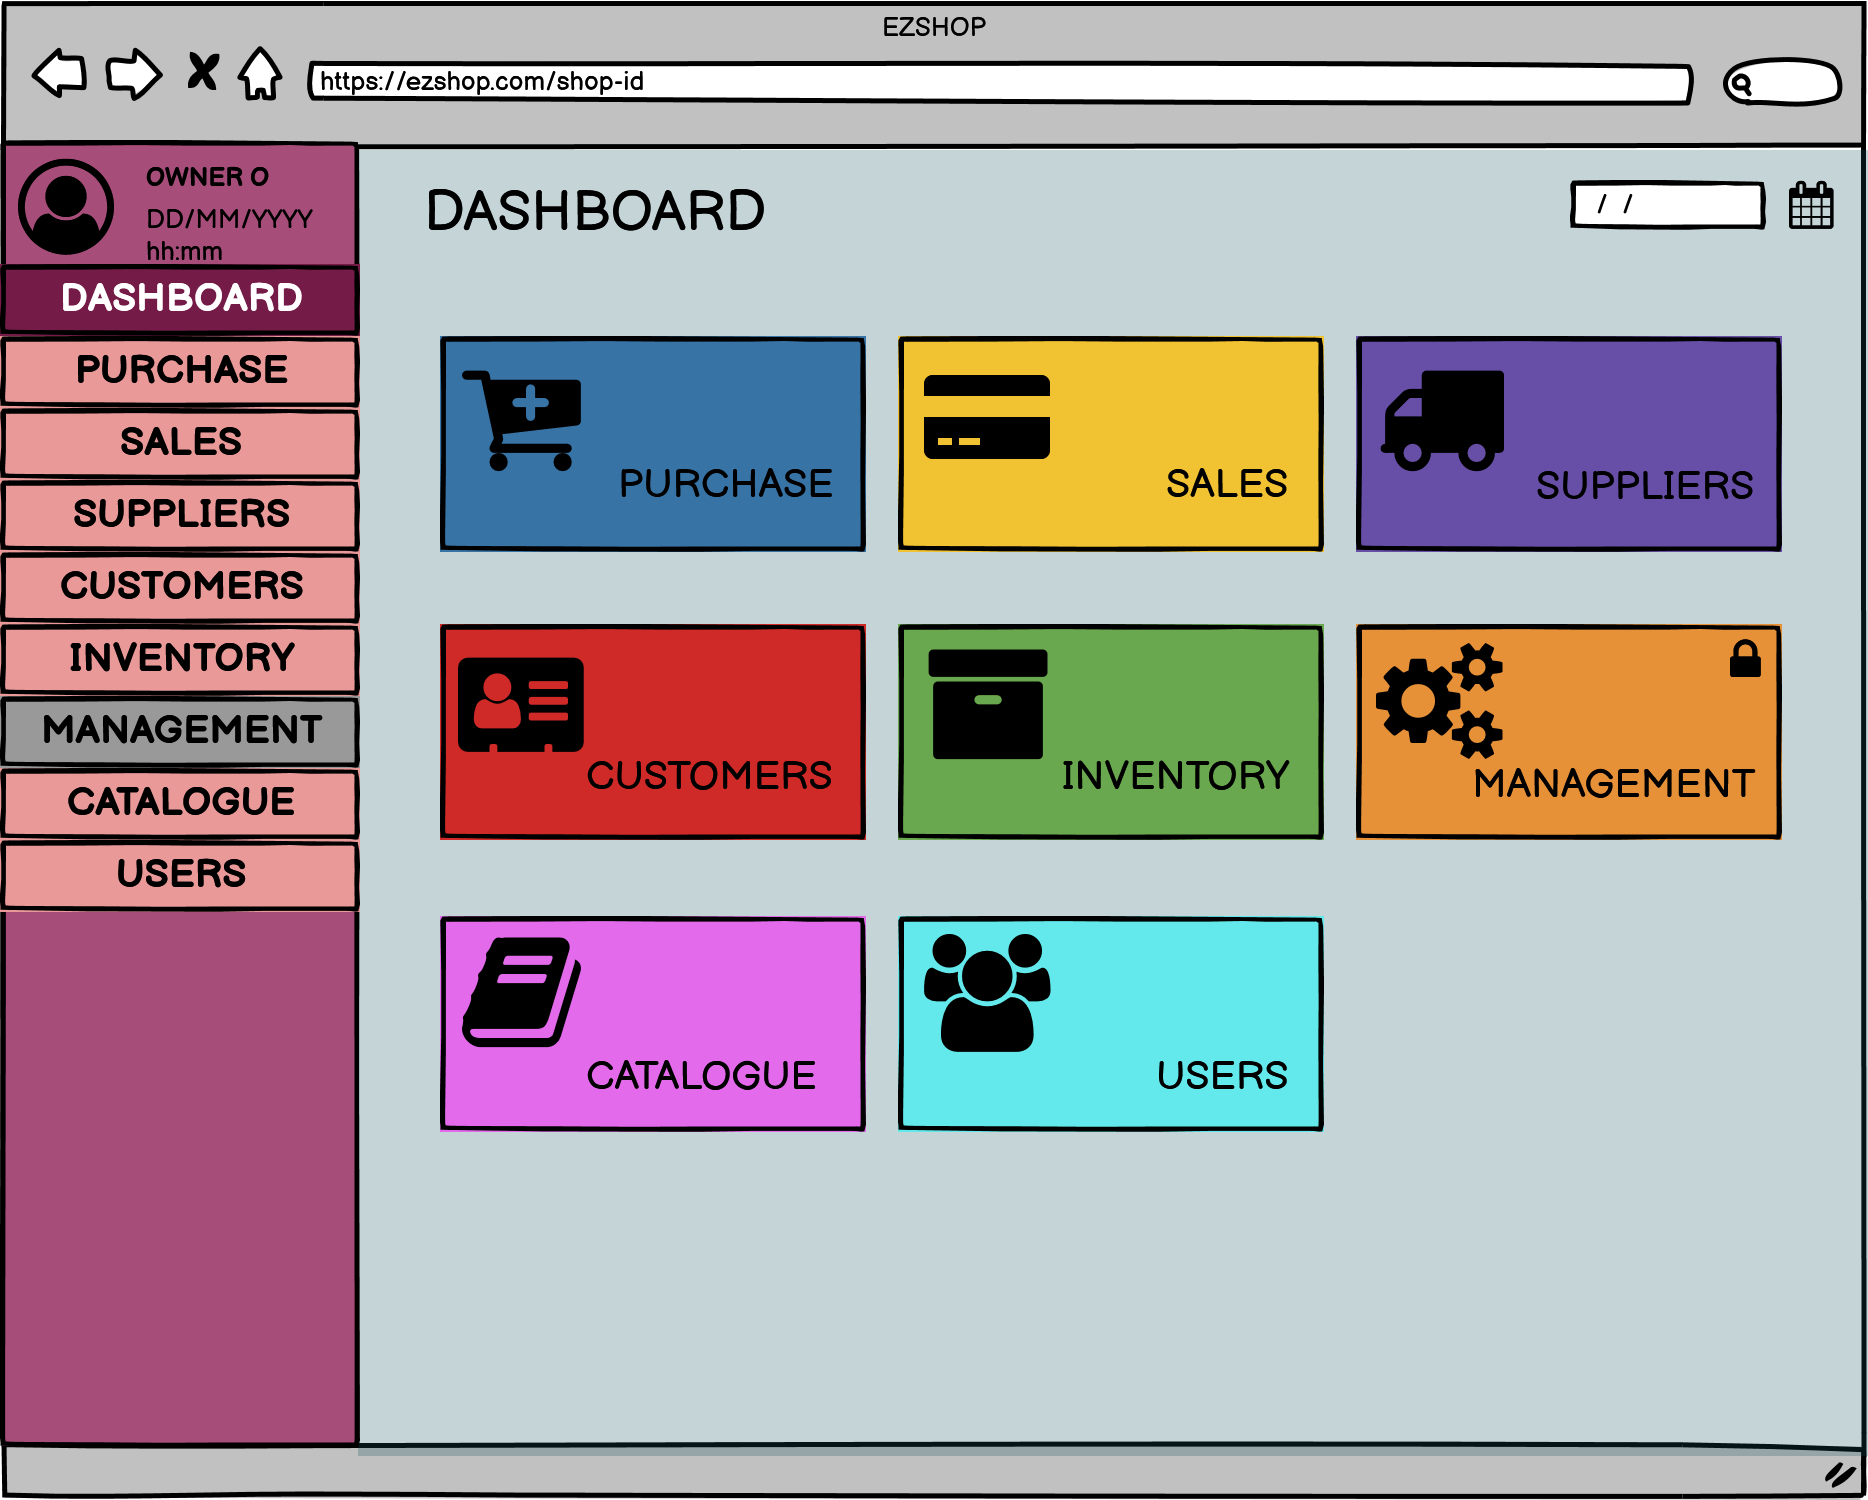 EZSHOP
https://ezshop.com/shop-id
OWNER O
DD/MM/YYYY
hh:mm
DASHBOARD
PURCHASE
SALES
SUPPLIERS
CUSTOMERS
INVENTORY
MANAGEMENT
CATALOGUE
USERS
DASHBOARD
/ /
PURCHASE
SALES
SUPPLIERS
CUSTOMERS
INVENTORY
MANAGEMENT
CATALOGUE
USERS